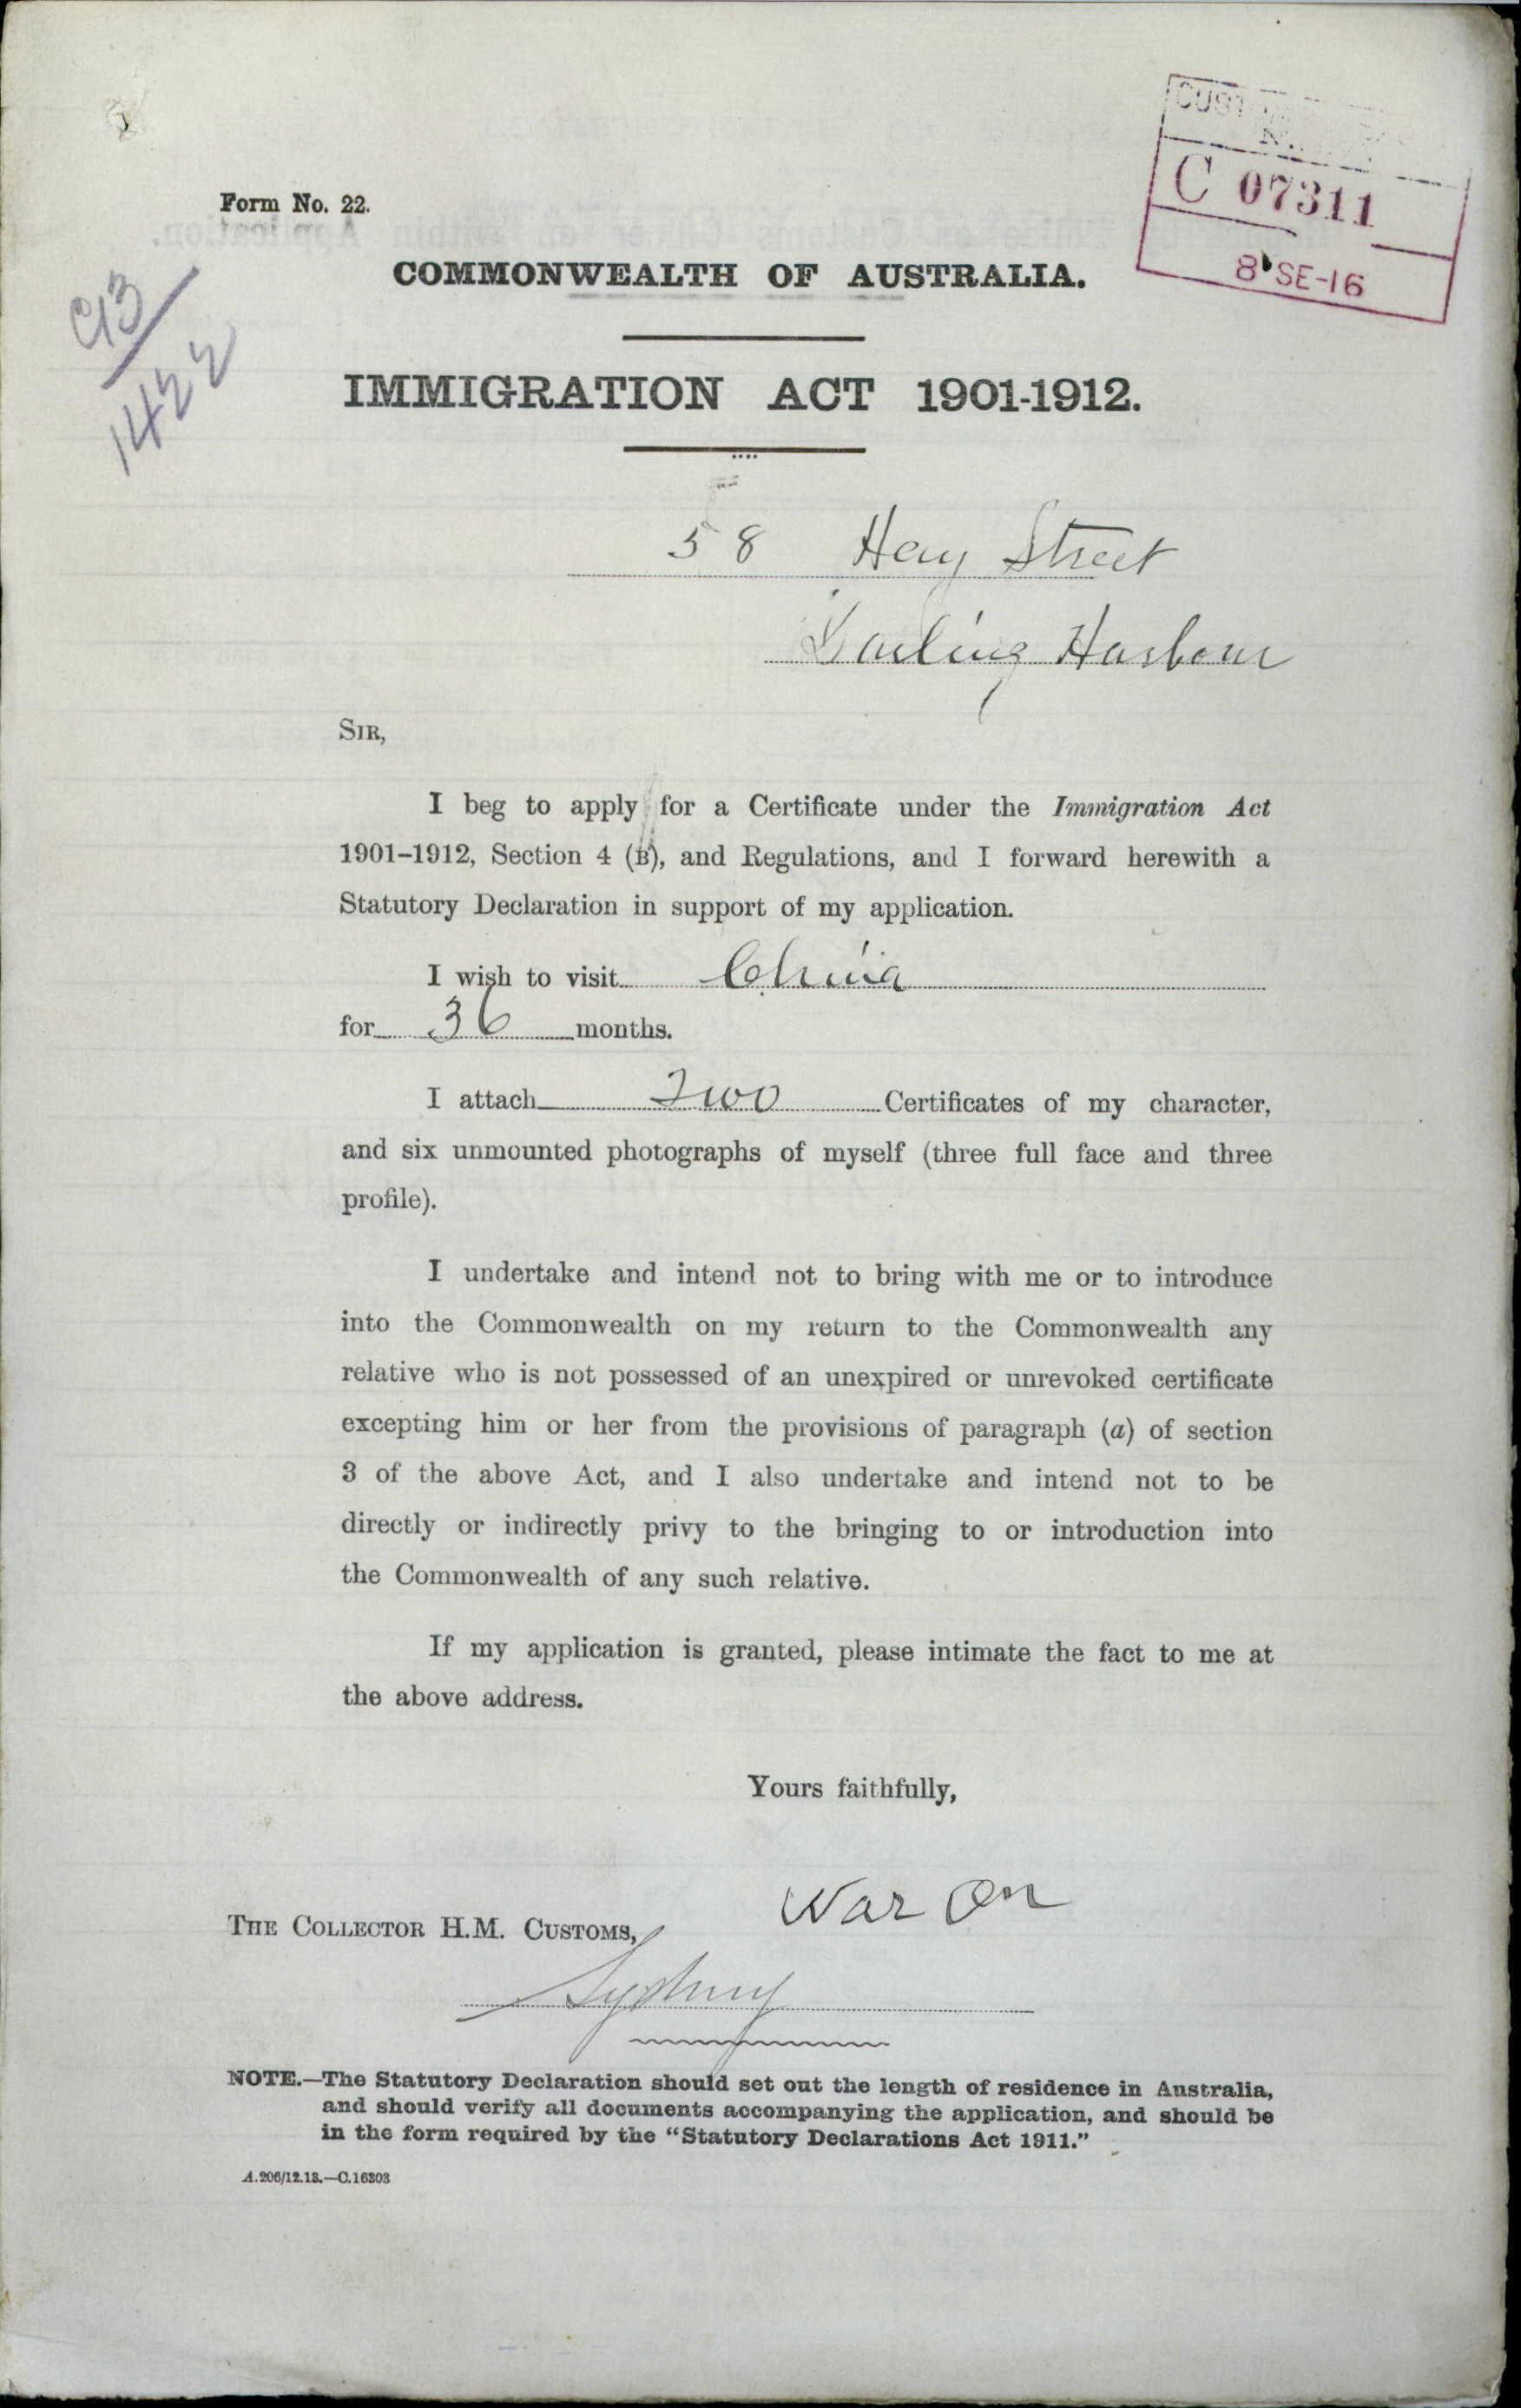 C 07311
8 SE-16
Form No. 22.
COMMONWEALTH OF AUSTRALIA.
1422
IMMIGRATION ACT 1901-1912.
58 Hay Street
Darling Harbour
SIR,
I beg to apply for a Certificate under the Immigration Act
1901-1912, Section 4 (B), and Regulations, and I forward herewith a
Statutory Declaration in support of my application.
I wish to visit China
for 36 months.
I attach Two Certificates of my character,
and six unmounted photographs of myself (three full face and three
profile).
I undertake and intend not to bring with me or to introduce
into the Commonwealth on my return to the Commonwealth any
relative who is not possessed of an unexpired or unrevoked certificate
excepting him or her from the provisions of paragraph (a) of section
3 of the above Act, and I also undertake and intend not to be
directly or indirectly privy to the bringing to or introduction into
the Commonwealth of any such relative.
If my application is granted, please intimate the fact to me at
the above address.
Yours faithfully,
War On
THE COLLECTOR H.M. CUSTOMS,
Sydney
NOTE.—The Statutory Declaration should set out the length of residence in Australia,
and should verify all documents accompanying the application, and should be
in the form required by the "Statutory Declarations Act 1911."
A.206/12.13.—C.16303